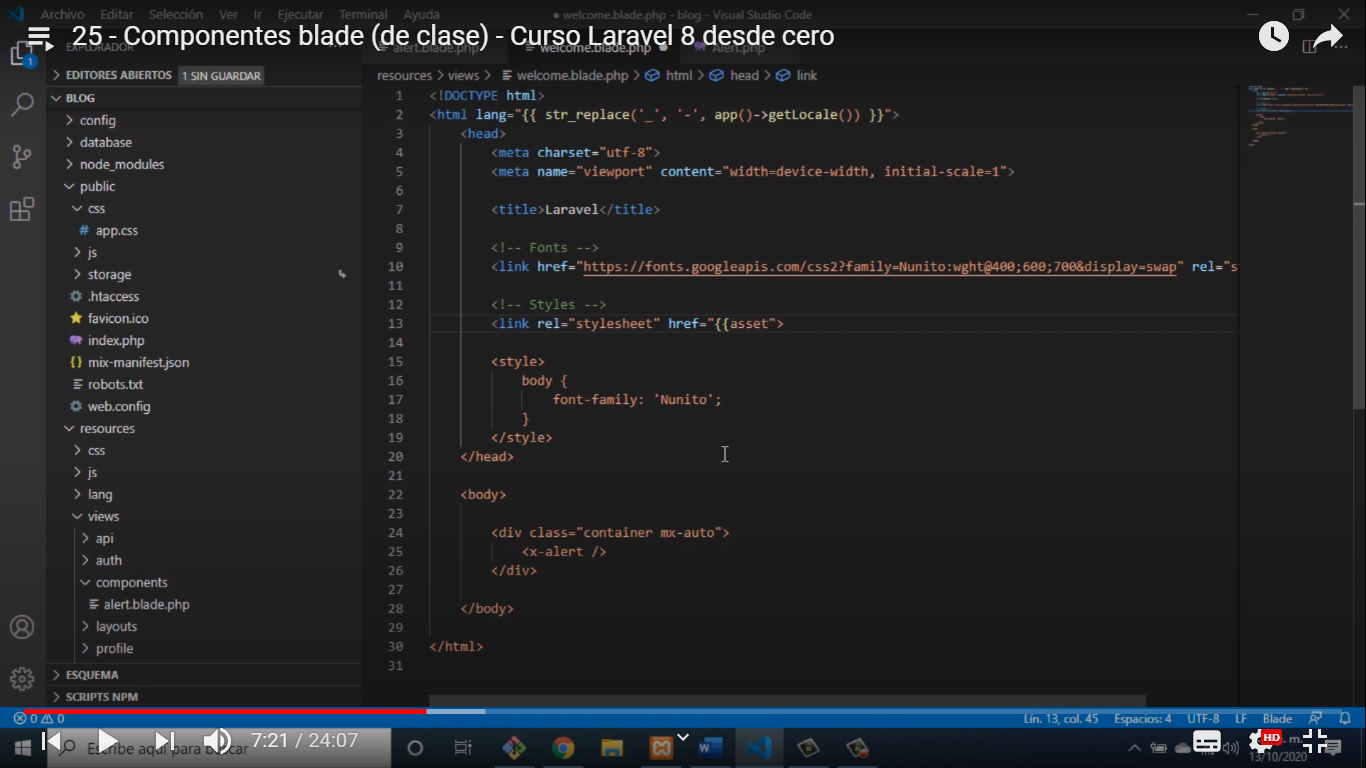 Archivo Editar Selección Ver Ir Ejecutar Terminal Ayuda
● welcome.blade.php - blog - Visual Studio Code
25 - Componentes blade (de clase) - Curso Laravel 8 desde cero
EXPLORADOR
alert.blade.php welcome.blade.php ● Alert.php
EDITORES ABIERTOS 1 SIN GUARDAR
BLOG
config
database
node_modules
public
css
# app.css
js
storage
.htaccess
favicon.ico
index.php
{} mix-manifest.json
robots.txt
web.config
resources
css
js
lang
views
api
auth
components
alert.blade.php
layouts
profile
ESQUEMA
SCRIPTS NPM
resources > views > welcome.blade.php > html > head > link
1 <!DOCTYPE html>
2 <html lang="{{ str_replace('_', '-', app()->getLocale()) }}">
3 <head>
4 <meta charset="utf-8">
5 <meta name="viewport" content="width=device-width, initial-scale=1">
6
7 <title>Laravel</title>
8
9 <!-- Fonts -->
10 <link href="https://fonts.googleapis.com/css2?family=Nunito:wght@400;600;700&display=swap" rel="s
11
12 <!-- Styles -->
13 <link rel="stylesheet" href="{{asset">
14
15 <style>
16 body {
17 font-family: 'Nunito';
18 }
19 </style>
20 </head>
21
22 <body>
23
24 <div class="container mx-auto">
25 <x-alert />
26 </div>
27
28 </body>
29
30 </html>
31
0 0
Lín. 13, col. 45 Espacios: 4 UTF-8 LF Blade
Escribe aquí para buscar
7:21 / 24:07
HD
m.
13/10/2020
1